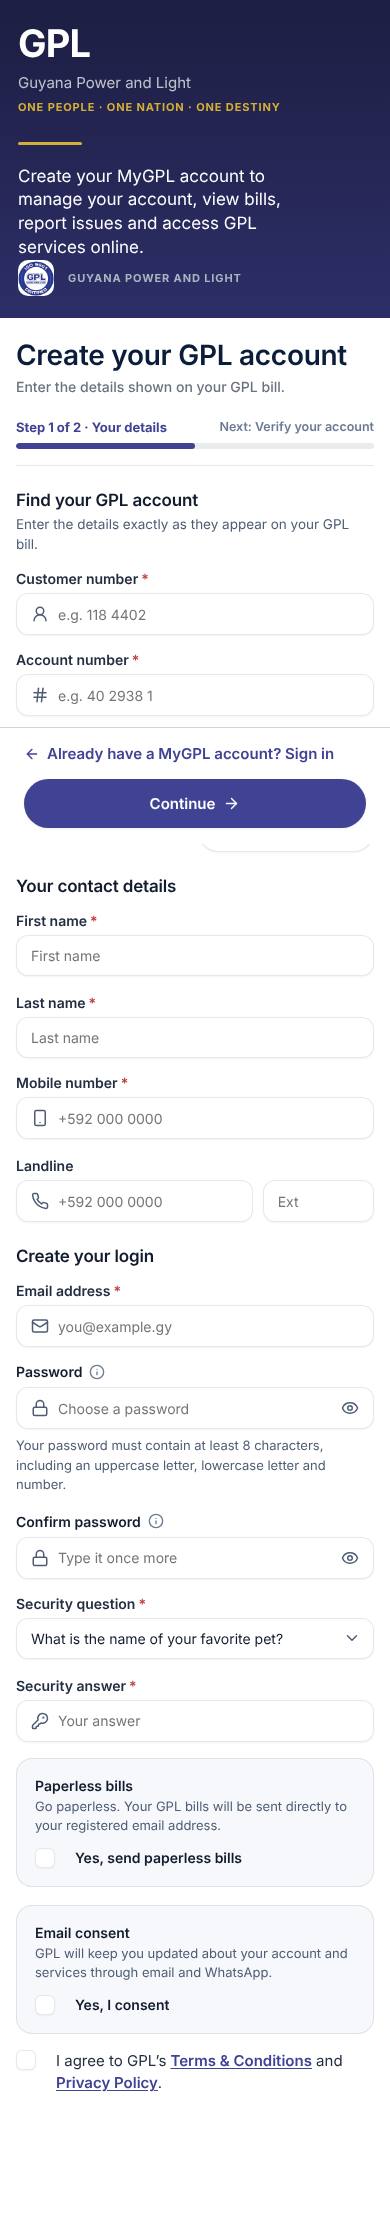 GPL
Guyana Power and Light
ONE PEOPLE · ONE NATION · ONE DESTINY
Create your MyGPL account to
manage your account, view bills,
report issues and access GPL
services online.
GPL
GUYANA POWER AND LIGHT
Create your GPL account
Enter the details shown on your GPL bill.
Step 1 of 2 · Your details
Next: Verify your account
Find your GPL account
Enter the details exactly as they appear on your GPL
bill.
Customer number *
e.g. 118 4402
Account number *
e.g. 40 2938 1
Already have a MyGPL account? Sign in
Continue
Your contact details
First name *
First name
Last name *
Last name
Mobile number *
+592 000 0000
Landline
+592 000 0000
Ext
Create your login
Email address *
you@example.gy
Password
Choose a password
Your password must contain at least 8 characters,
including an uppercase letter, lowercase letter and
number.
Confirm password
Type it once more
Security question *
What is the name of your favorite pet?
Security answer *
Your answer
Paperless bills
Go paperless. Your GPL bills will be sent directly to
your registered email address.
Yes, send paperless bills
Email consent
GPL will keep you updated about your account and
services through email and WhatsApp.
Yes, I consent
I agree to GPL’s Terms & Conditions and
Privacy Policy.